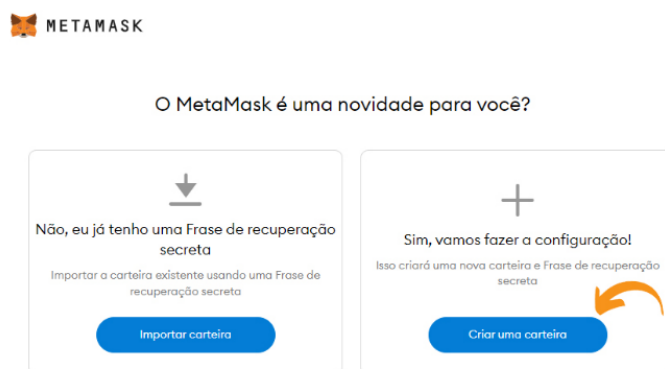 METAMASK
O MetaMask é uma novidade para você?
Não, eu já tenho uma Frase de recuperação
secreta
Importar a carteira existente usando uma Frase de
recuperação secreta
Importar carteira
Sim, vamos fazer a configuração!
Isso criará uma nova carteira e Frase de recuperação
secreta
Criar uma carteira